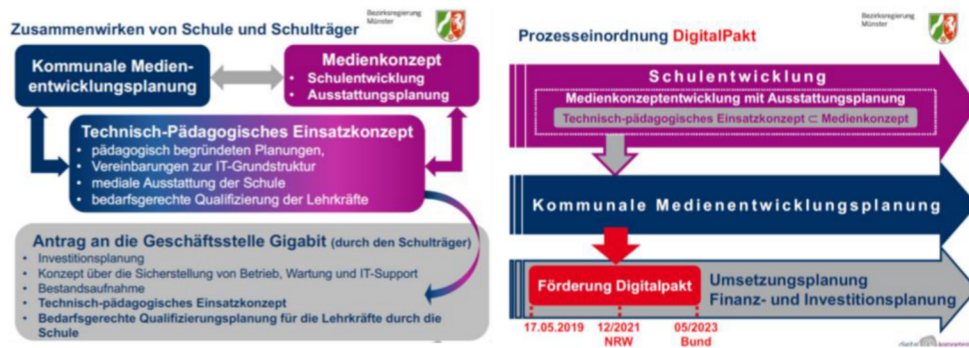 Bezirksregierung
Münster
Zusammenwirken von Schule und Schulträger
Kommunale Medien-
entwicklungsplanung
Medienkonzept
• Schulentwicklung
• Ausstattungsplanung
Technisch-Pädagogisches Einsatzkonzept
• pädagogisch begründeten Planungen,
• Vereinbarungen zur IT-Grundstruktur
• mediale Ausstattung der Schule
• bedarfsgerechte Qualifizierung der Lehrkräfte
Antrag an die Geschäftsstelle Gigabit (durch den Schulträger)
• Investitionsplanung
• Konzept über die Sicherstellung von Betrieb, Wartung und IT-Support
• Bestandsaufnahme
• Technisch-pädagogisches Einsatzkonzept
• Bedarfsgerechte Qualifizierungsplanung für die Lehrkräfte durch die
Schule
Bezirksregierung
Münster
Prozesseinordnung DigitalPakt
Schulentwicklung
Medienkonzeptentwicklung mit Ausstattungsplanung
Technisch-pädagogisches Einsatzkonzept ⊂ Medienkonzept
Kommunale Medienentwicklungsplanung
Förderung Digitalpakt
Umsetzungsplanung
Finanz- und Investitionsplanung
17.05.2019
12/2021
NRW
05/2023
Bund